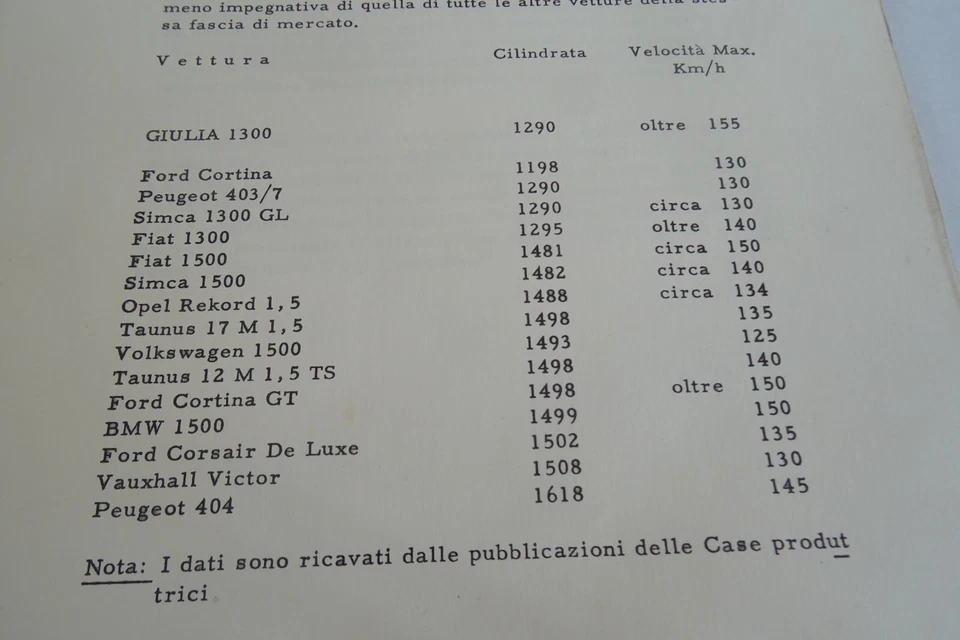 meno impegnativa di quella di tutte le altre vetture della stes-
sa fascia di mercato.
Vettura Cilindrata Velocità Max.
Km/h
GIULIA 1300 1290 oltre 155
Ford Cortina 1198 130
Peugeot 403/7 1290 130
Simca 1300 GL 1290 circa 130
Fiat 1300 1295 oltre 140
Fiat 1500 1481 circa 150
Simca 1500 1482 circa 140
Opel Rekord 1,5 1488 circa 134
Taunus 17 M 1,5 1498 135
Volkswagen 1500 1493 125
Taunus 12 M 1,5 TS 1498 140
Ford Cortina GT 1498 oltre 150
BMW 1500 1499 150
Ford Corsair De Luxe 1502 135
Vauxhall Victor 1508 130
Peugeot 404 1618 145
Nota: I dati sono ricavati dalle pubblicazioni delle Case produt
trici.